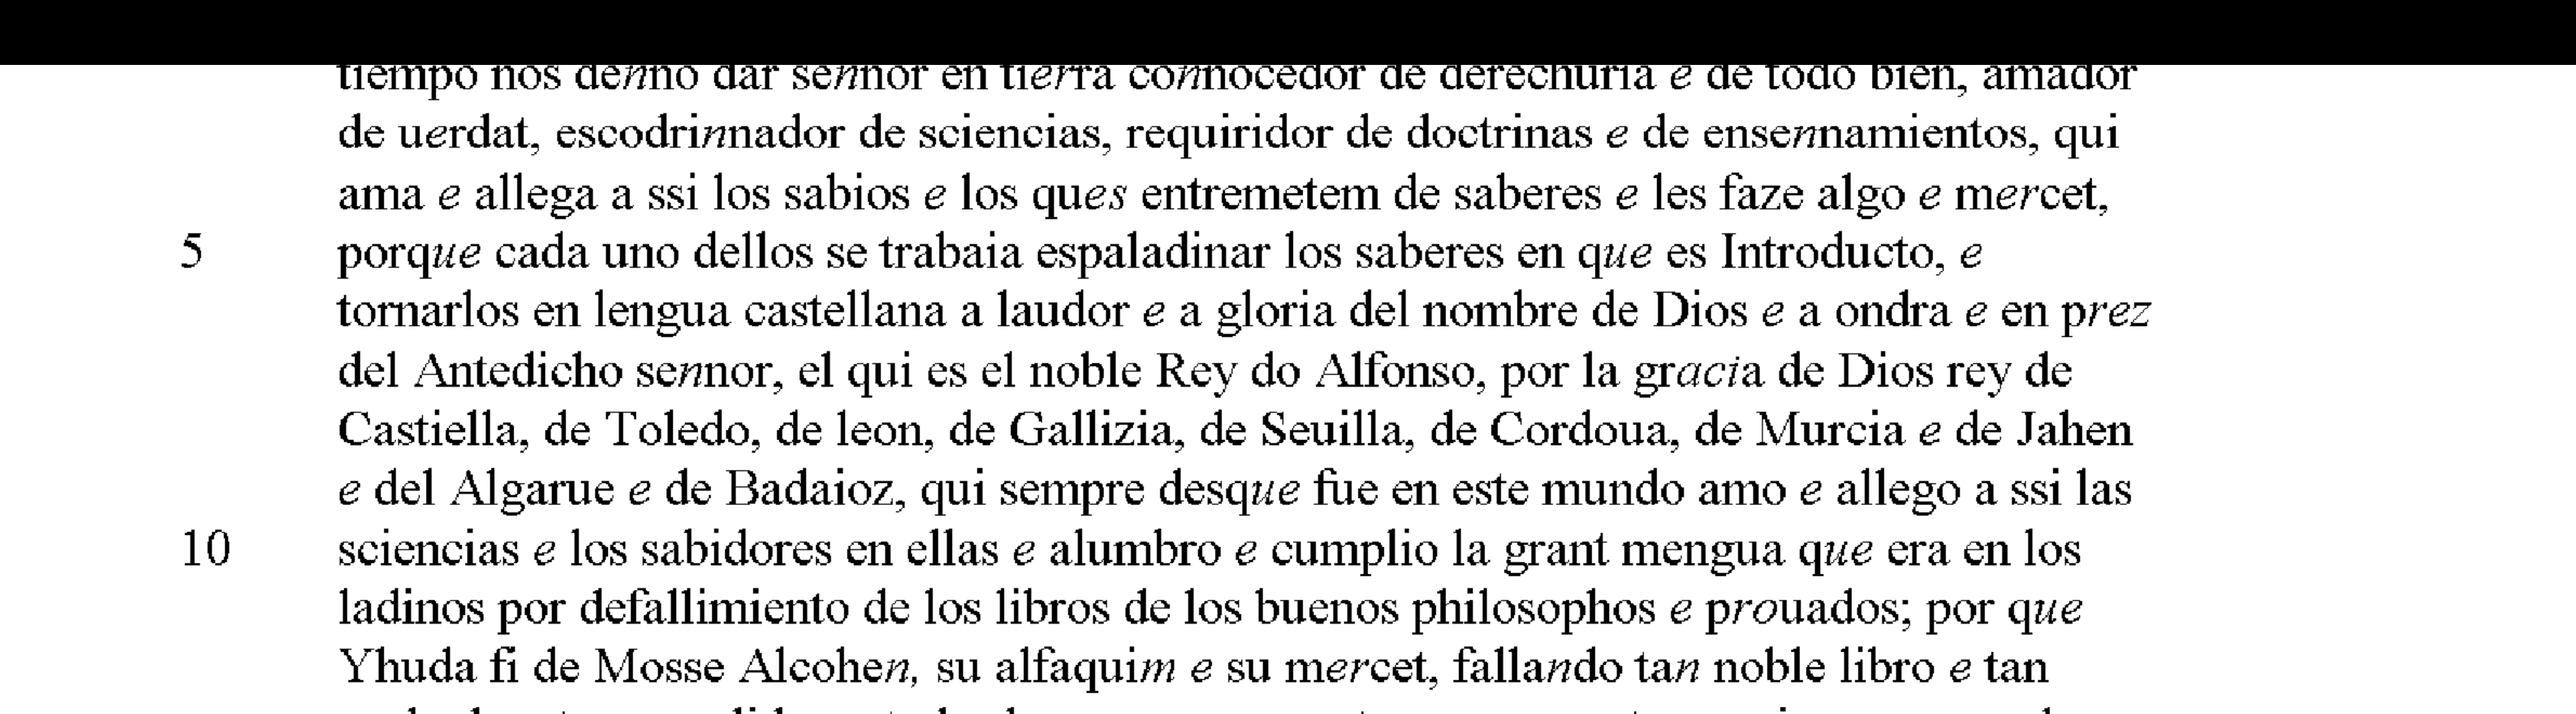 tiempo nos denno dar sennor en tierra connocedor de derechuria e de todo bien, amador
de uerdat, escodrinnador de sciencias, requiridor de doctrinas e de ensennamientos, qui
ama e allega a ssi los sabios e los ques entremetem de saberes e les faze algo e mercet,
5 porque cada uno dellos se trabaia espaladinar los saberes en que es Introducto, e
tornarlos en lengua castellana a laudor e a gloria del nombre de Dios e a ondra e en prez
del Antedicho sennor, el qui es el noble Rey do Alfonso, por la gracia de Dios rey de
Castiella, de Toledo, de leon, de Gallizia, de Seuilla, de Cordoua, de Murcia e de Jahen
e del Algarue e de Badaioz, qui sempre desque fue en este mundo amo e allego a ssi las
10 sciencias e los sabidores en ellas e alumbro e cumplio la grant mengua que era en los
ladinos por defallimiento de los libros de los buenos philosophos e prouados; por que
Yhuda fi de Mosse Alcohen, su alfaquim e su mercet, fallando tan noble libro e tan